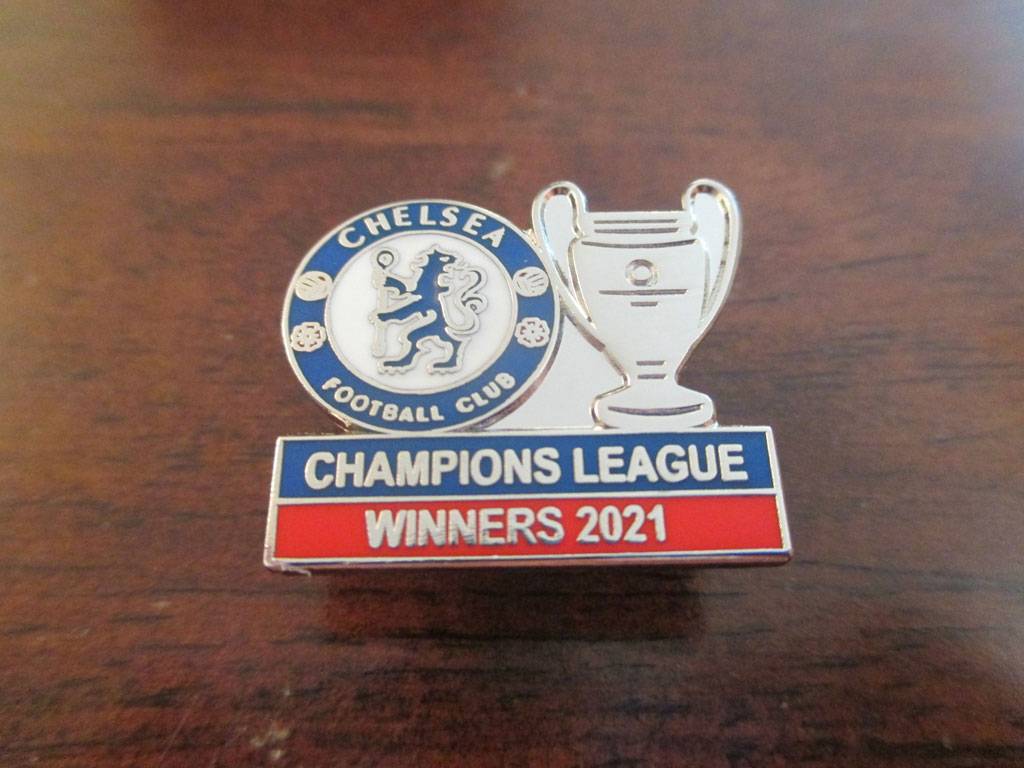 CHELSEA
FOOTBALL CLUB
CHAMPIONS LEAGUE
WINNERS 2021